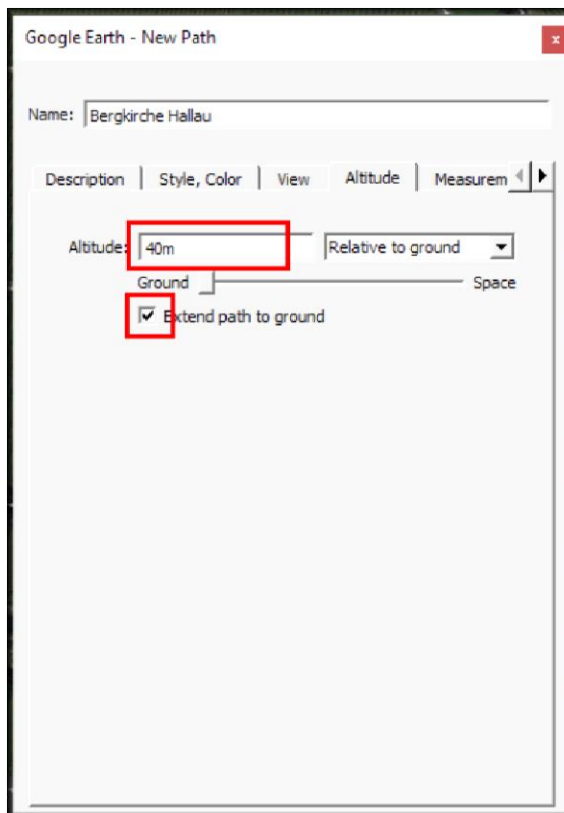 Google Earth - New Path
x
Name: Bergkirche Hallau
Description Style, Color View Altitude Measurem
Altitude: 40m Relative to ground
Ground Space
Extend path to ground